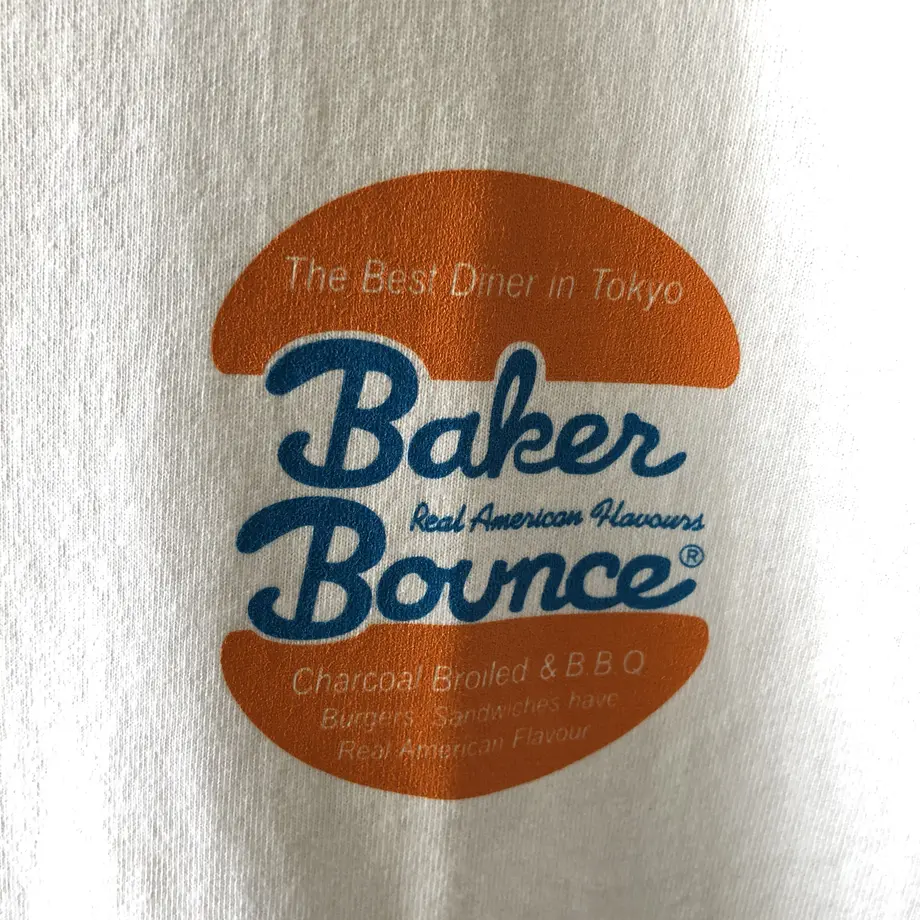 The Best Diner in Tokyo
Baker
Real American Flavours
Bounce®
Charcoal Broiled & B.B.Q
Burgers, Sandwiches have
Real American Flavour